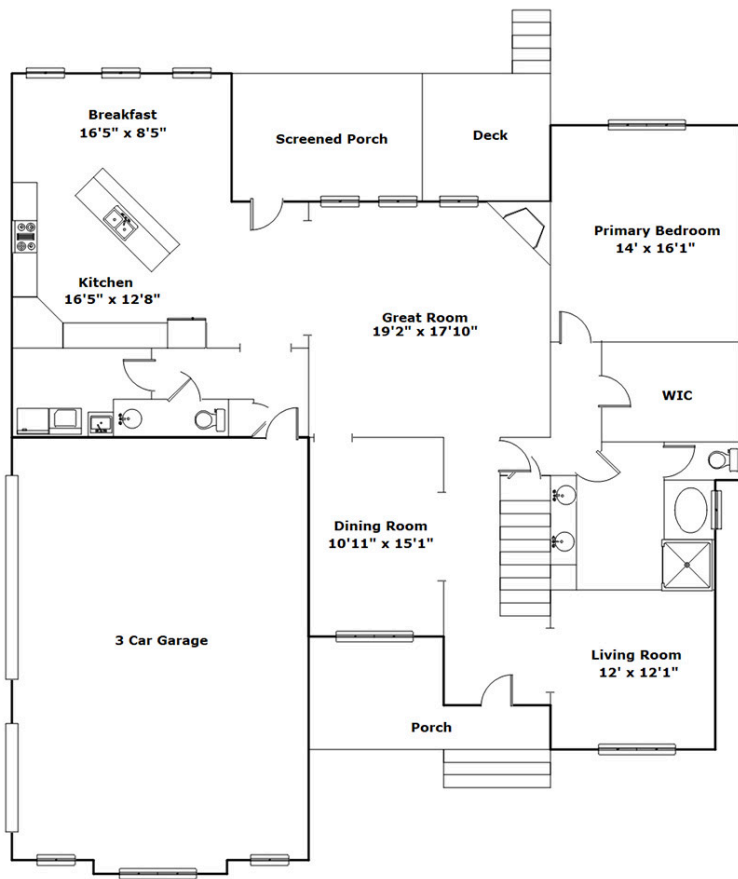 Breakfast
16'5" x 8'5"
Screened Porch
Deck
Primary Bedroom
14' x 16'1"
Kitchen
16'5" x 12'8"
Great Room
19'2" x 17'10"
WIC
Dining Room
10'11" x 15'1"
3 Car Garage
Living Room
12' x 12'1"
Porch